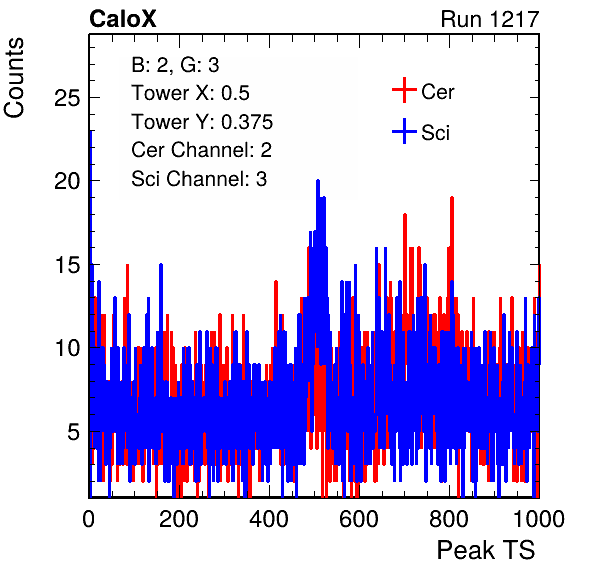 CaloX Run 1217
Counts
B: 2, G: 3
Tower X: 0.5
Tower Y: 0.375
Cer Channel: 2
Sci Channel: 3
Cer
Sci
25
20
15
10
5
0 200 400 600 800 1000
Peak TS